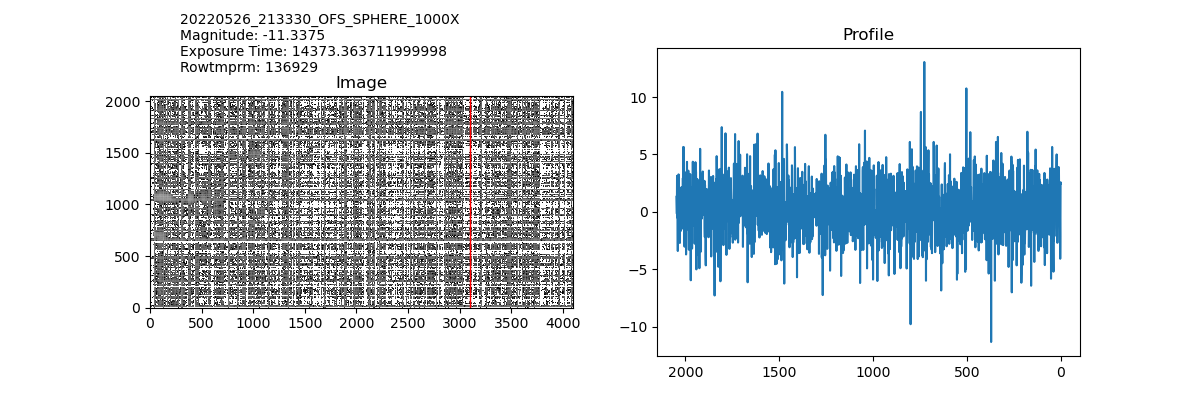 20220526_213330_OFS_SPHERE_1000X
Magnitude: -11.3375
Exposure Time: 14373.363711999998
Rowtmprm: 136929
Image
2000
1500
1000
500
0
0 500 1000 1500 2000 2500 3000 3500 4000
Profile
10
5
0
−5
−10
2000 1500 1000 500 0